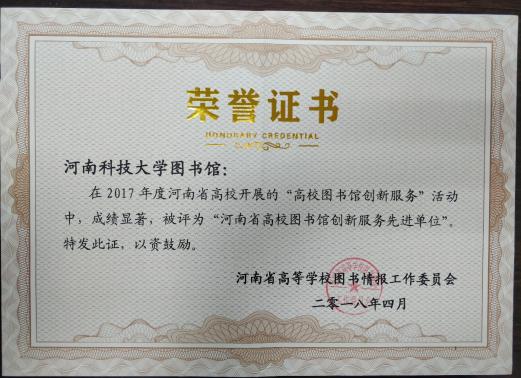 荣誉证书
HONORARY CREDENTIAL
河南科技大学图书馆：
在2017年度河南省高校开展的“高校图书馆创新服务”活动
中，成绩显著，被评为“河南省高校图书馆创新服务先进单位”。
特发此证，以资鼓励。
河南省高等学校图书情报工作委员会
二零一八年四月